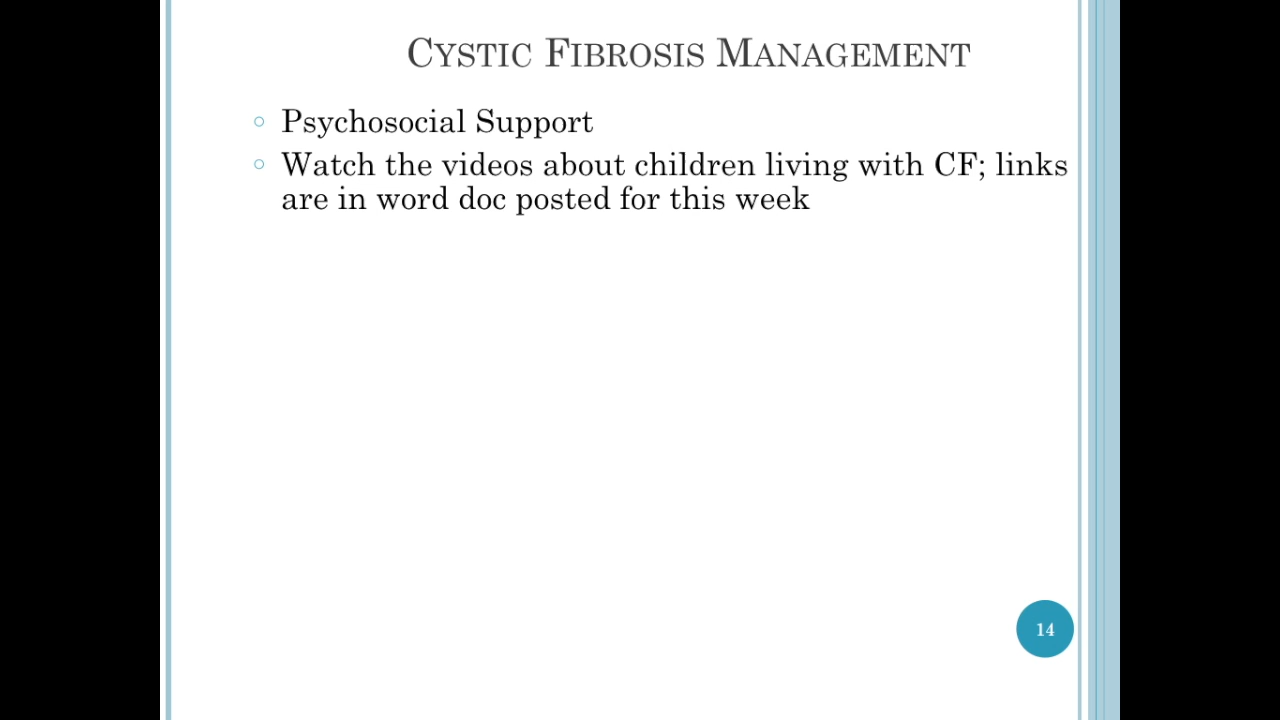 Cystic Fibrosis Management
Psychosocial Support
Watch the videos about children living with CF; links
are in word doc posted for this week
14